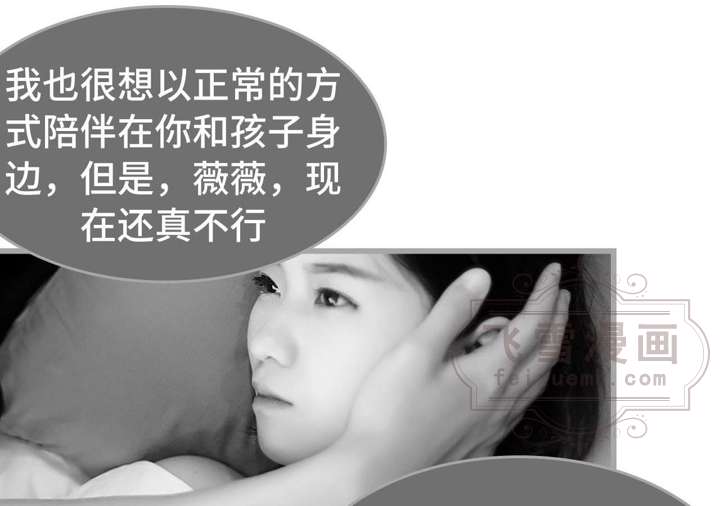 我也很想以正常的方
式陪伴在你和孩子身
边，但是，薇薇，现
在还真不行
飞雪漫画